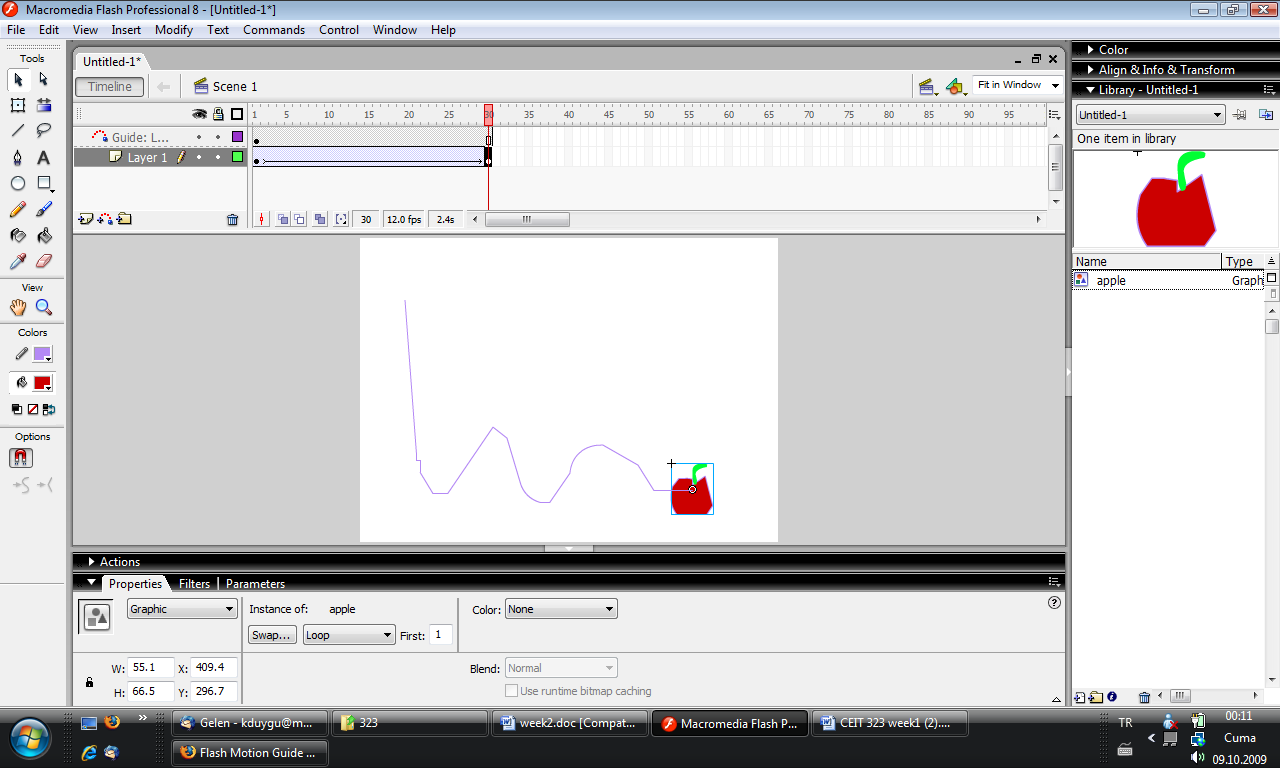 Macromedia Flash Professional 8 - [Untitled-1*]
File Edit View Insert Modify Text Commands Control Window Help
Tools
View
Colors
Options
Untitled-1*
Timeline
Scene 1
Fit in Window
1 5 10 15 20 25 30 35 40 45 50 55 60 65 70 75 80 85 90 95
Guide: L...
Layer 1
30 12.0 fps 2.4s
Color
Align & Info & Transform
Library - Untitled-1
Untitled-1
One item in library
Name Type
apple Graph
Actions
Properties Filters Parameters
Graphic
Instance of: apple
Color: None
Swap... Loop First: 1
W: 55.1 X: 409.4
Blend: Normal
H: 66.5 Y: 296.7
Use runtime bitmap caching
Gelen - kduygu@m...
323
week2.doc [Compat...
Macromedia Flash P...
CEIT 323 week1 (2)....
Flash Motion Guide ...
TR
00:11
Cuma
09.10.2009